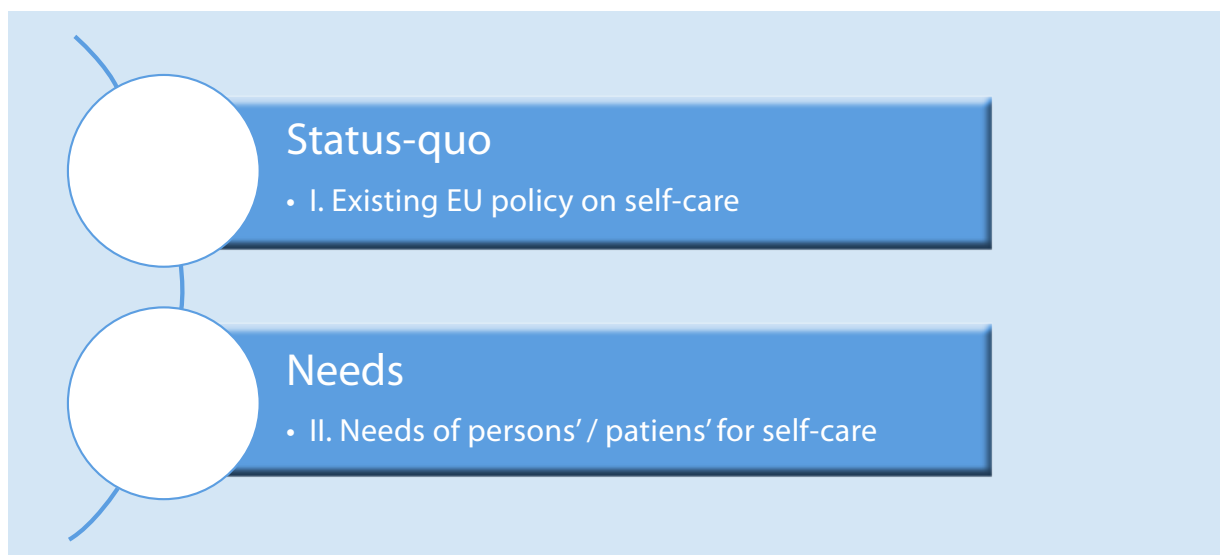 Status-quo
• I. Existing EU policy on self-care
Needs
• II. Needs of persons’ / patiens’ for self-care